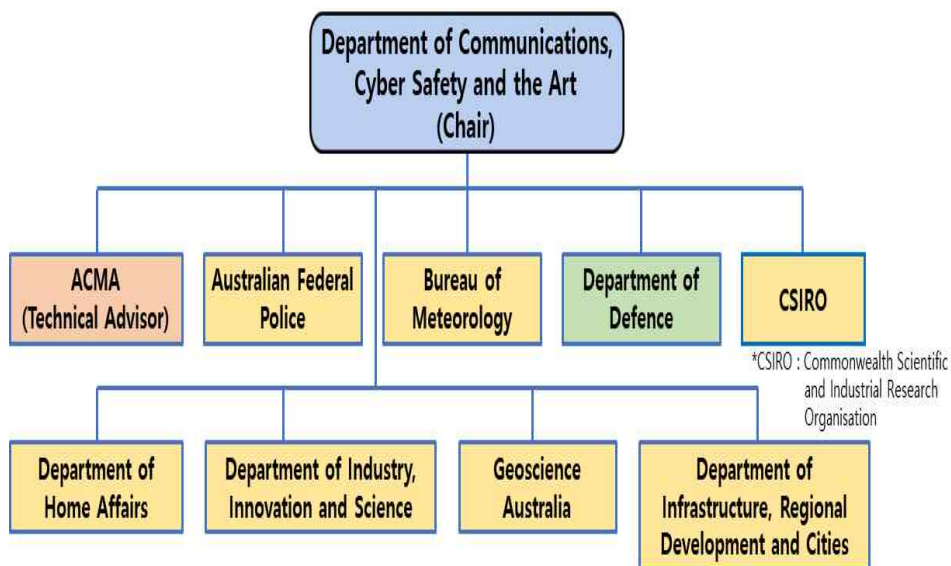 Department of Communications,
Cyber Safety and the Art
(Chair)
ACMA
(Technical Advisor)
Australian Federal
Police
Bureau of
Meteorology
Department of
Defence
CSIRO
*CSIRO : Commonwealth Scientific
and Industrial Research
Organisation
Department of
Home Affairs
Department of Industry,
Innovation and Science
Geoscience
Australia
Department of
Infrastructure, Regional
Development and Cities